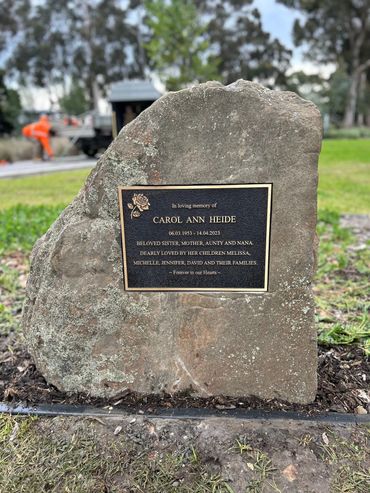 In loving memory of
CAROL ANN HEIDE
06.03.1953 - 14.04.2023
BELOVED SISTER, MOTHER, AUNTY AND NANA.
DEARLY LOVED BY HER CHILDREN MELISSA,
MICHELLE, JENNIFER, DAVID AND THEIR FAMILIES.
~ Forever in our Hearts ~